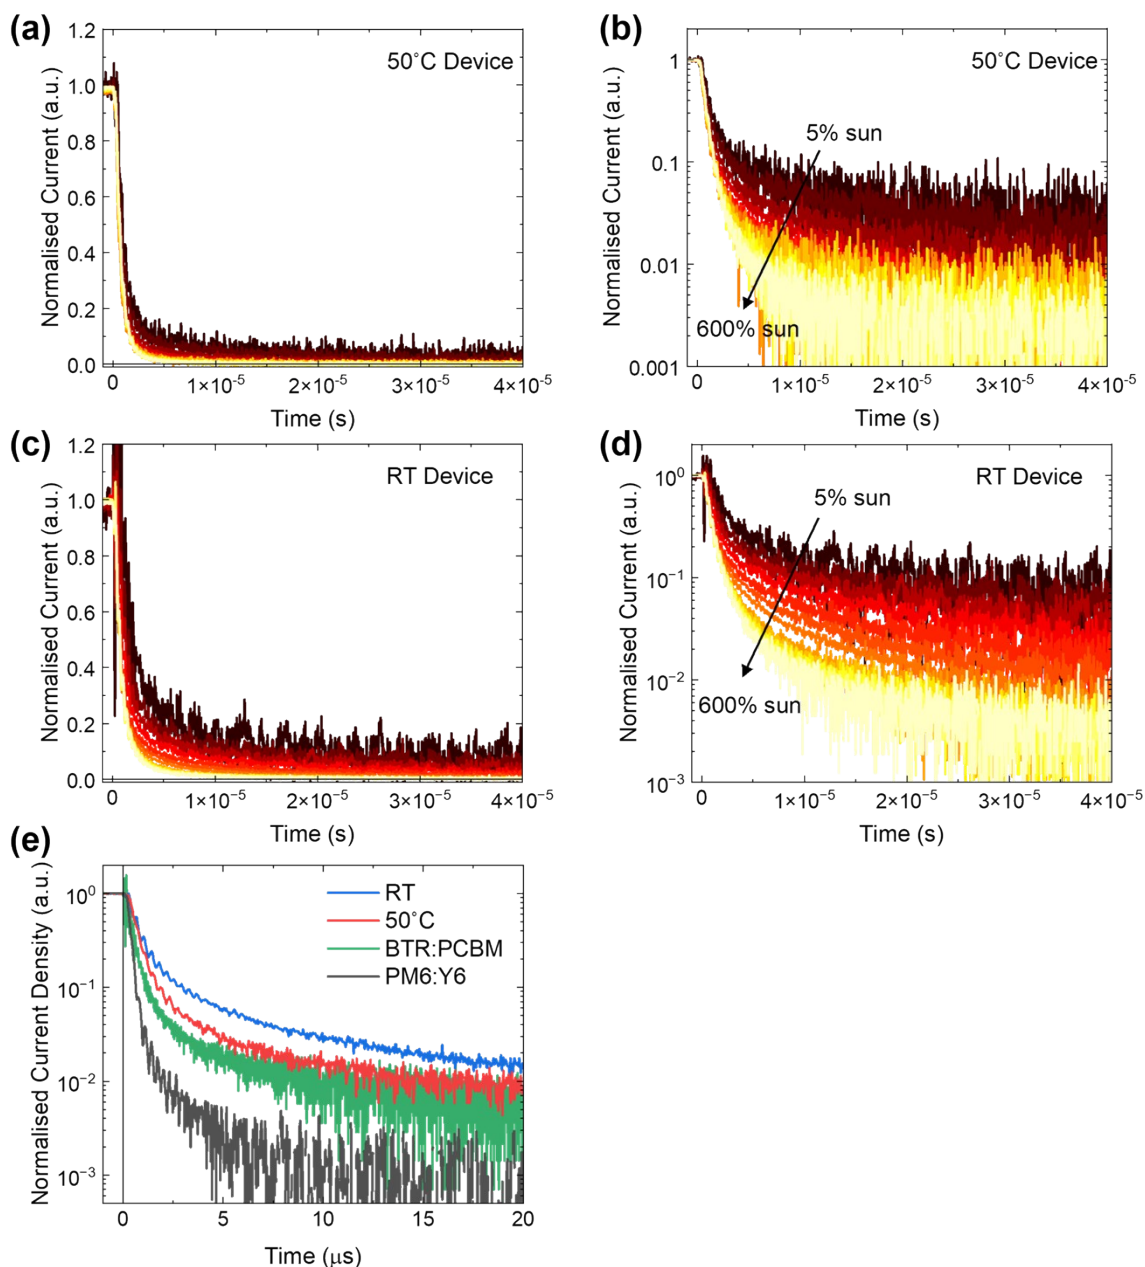 (a)
1.2
1.0
0.8
0.6
0.4
0.2
0.0
Normalised Current (a.u.)
50°C Device
0
1×10⁻⁵
2×10⁻⁵
3×10⁻⁵
4×10⁻⁵
Time (s)
(b)
1
0.1
0.01
0.001
Normalised Current (a.u.)
50°C Device
5% sun
600% sun
0
1×10⁻⁵
2×10⁻⁵
3×10⁻⁵
4×10⁻⁵
Time (s)
(c)
1.2
1.0
0.8
0.6
0.4
0.2
0.0
Normalised Current (a.u.)
RT Device
0
1×10⁻⁵
2×10⁻⁵
3×10⁻⁵
4×10⁻⁵
Time (s)
(d)
10⁰
10⁻¹
10⁻²
10⁻³
Normalised Current (a.u.)
RT Device
5% sun
600% sun
0
1×10⁻⁵
2×10⁻⁵
3×10⁻⁵
4×10⁻⁵
Time (s)
(e)
10⁰
10⁻¹
10⁻²
10⁻³
Normalised Current Density (a.u.)
RT
50°C
BTR:PCBM
PM6:Y6
0
5
10
15
20
Time (μs)